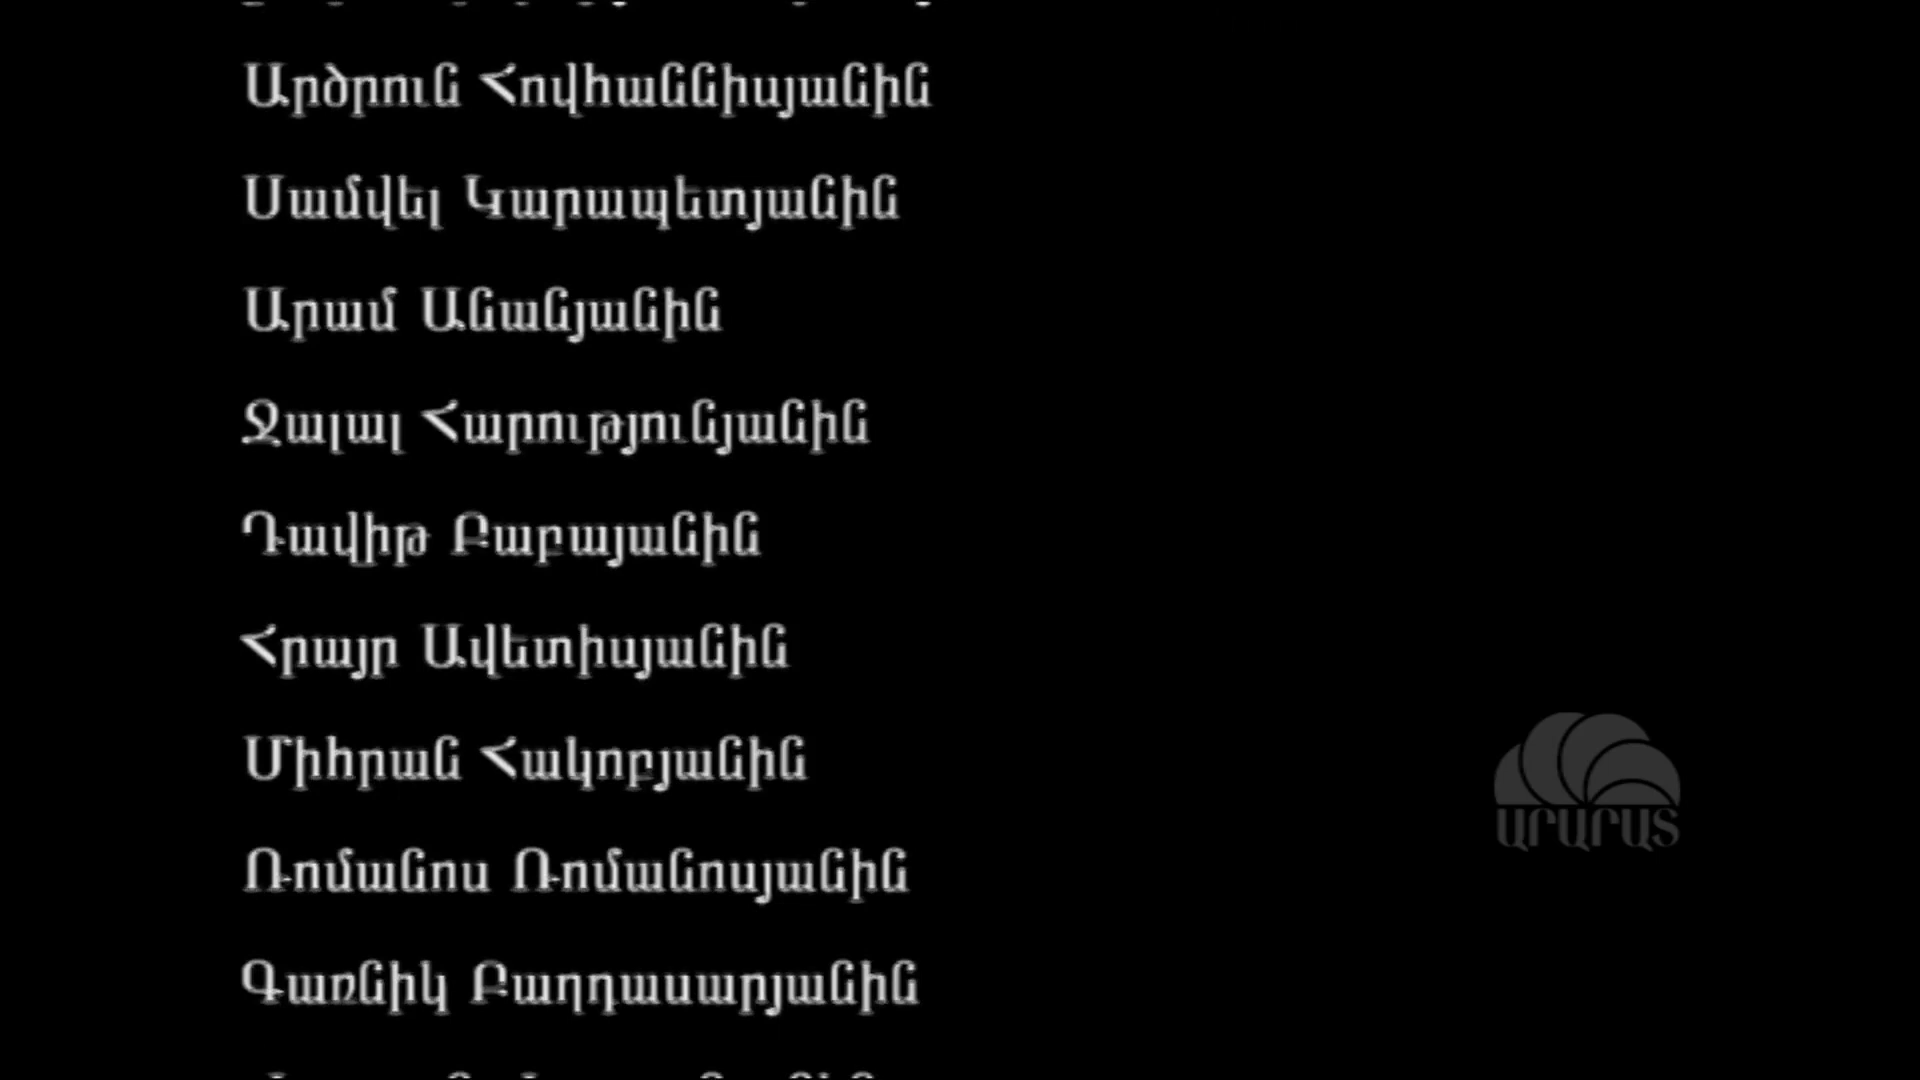 Արծրուն Հովհաննիսյանին
Սամվել Կարապետյանին
Արամ Անանյանին
Ջալալ Հարությունյանին
Դավիթ Բաբայանին
Հրայր Ավետիսյանին
Միհրան Հակոբյանին
Ռոմանոս Ռոմանոսյանին
Գառնիկ Բաղդասարյանին
ԱՐԱՐԱՏ